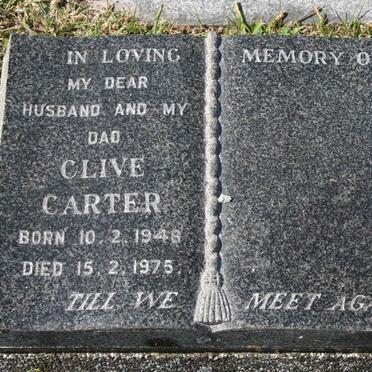 IN LOVING MEMORY O
MY DEAR
HUSBAND AND MY
DAD
CLIVE
CARTER
BORN 10.2.1948
DIED 15.2.1975.
TILL WE MEET AGA